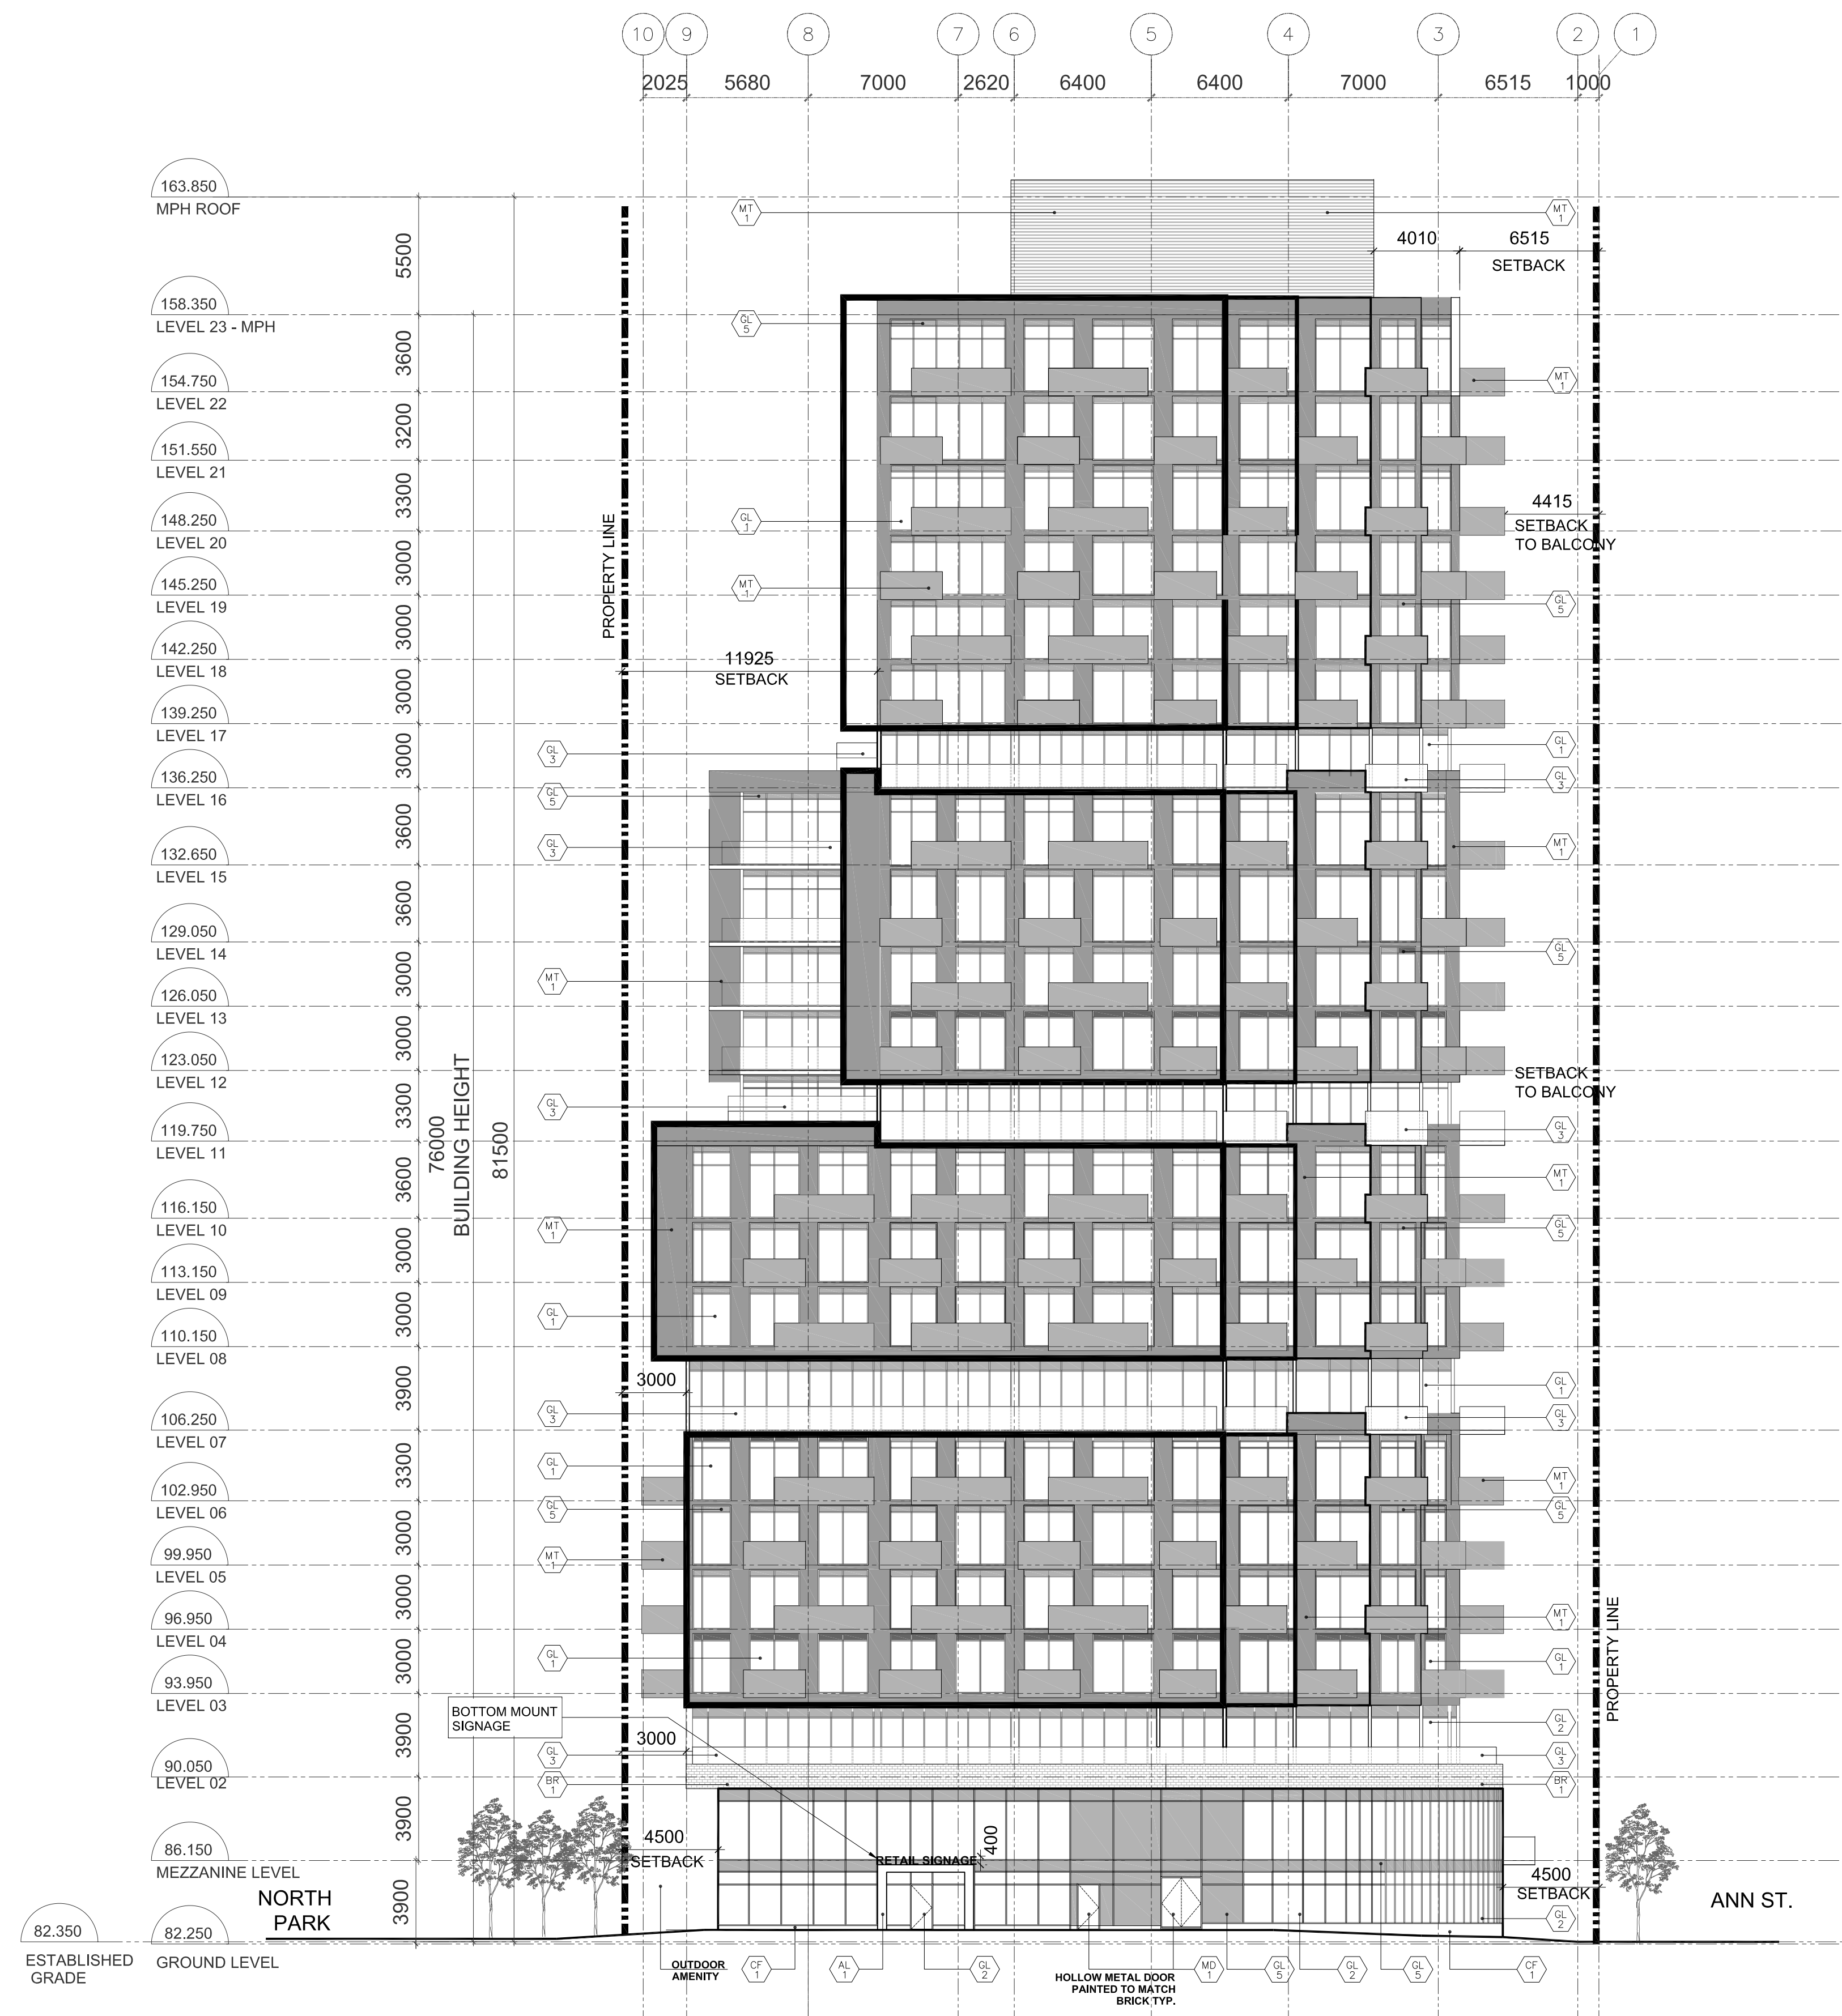 10 9 8 7 6 5 4 3 2 1
2025 5680 7000 2620 6400 6400 7000 6515 1000
163.850
MPH ROOF
MT 1
MT 1
4010 6515
SETBACK
5500
158.350
LEVEL 23 - MPH
GL 5
3600
154.750
LEVEL 22
MT 1
3200
151.550
LEVEL 21
3300
4415
SETBACK
TO BALCONY
148.250
LEVEL 20
GL 1
PROPERTY LINE
3000
145.250
LEVEL 19
MT 1
GL 5
3000
142.250
LEVEL 18
11925
SETBACK
3000
139.250
LEVEL 17
3000
GL 3
GL 1
136.250
LEVEL 16
GL 3
GL 5
3600
132.650
LEVEL 15
GL 3
MT 1
3600
129.050
LEVEL 14
GL 5
3000
126.050
LEVEL 13
MT 1
3000
123.050
LEVEL 12
SETBACK
TO BALCONY
3300
GL 3
119.750
LEVEL 11
GL 3
76000
BUILDING HEIGHT
81500
3600
MT 1
116.150
LEVEL 10
MT 1
GL 5
3000
113.150
LEVEL 09
3000
GL 1
110.150
LEVEL 08
3900
3000
GL 1
106.250
LEVEL 07
GL 3
GL 3
3300
GL 1
102.950
LEVEL 06
MT 1
GL 5
GL 5
3000
99.950
LEVEL 05
MT 1
3000
96.950
LEVEL 04
MT 1
3000
GL 1
GL 1
93.950
LEVEL 03
PROPERTY LINE
BOTTOM MOUNT
SIGNAGE
3900
3000
GL 2
GL 3
GL 3
90.050
LEVEL 02
BR 1
BR 1
3900
4500
SETBACK
400
RETAIL SIGNAGE
86.150
MEZZANINE LEVEL
4500
SETBACK
3900
NORTH
PARK
ANN ST.
GL 2
82.350
ESTABLISHED
GRADE
82.250
GROUND LEVEL
OUTDOOR
AMENITY
CF 1
AL 1
GL 2
HOLLOW METAL DOOR
PAINTED TO MATCH
BRICK TYP.
MD 1
GL 5
GL 2
GL 5
CF 1